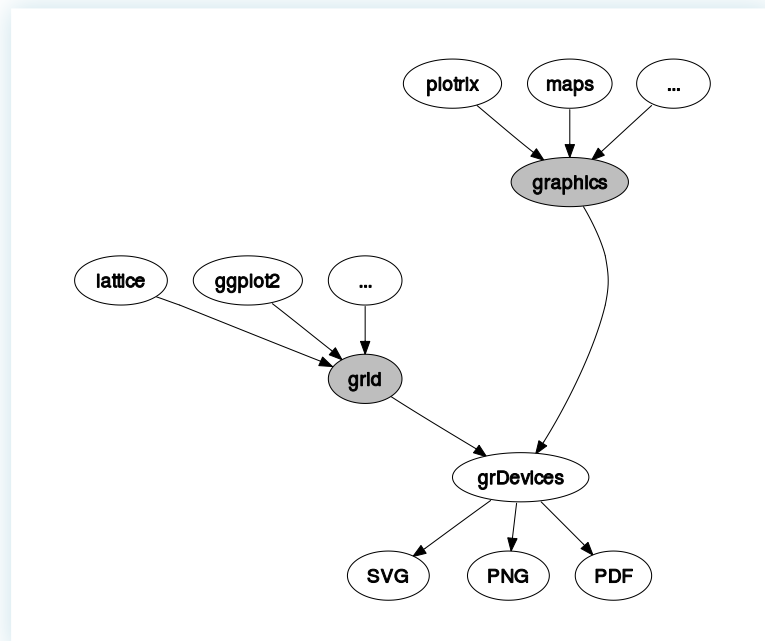 plotrix
maps
...
graphics
lattice
ggplot2
...
grid
grDevices
SVG
PNG
PDF